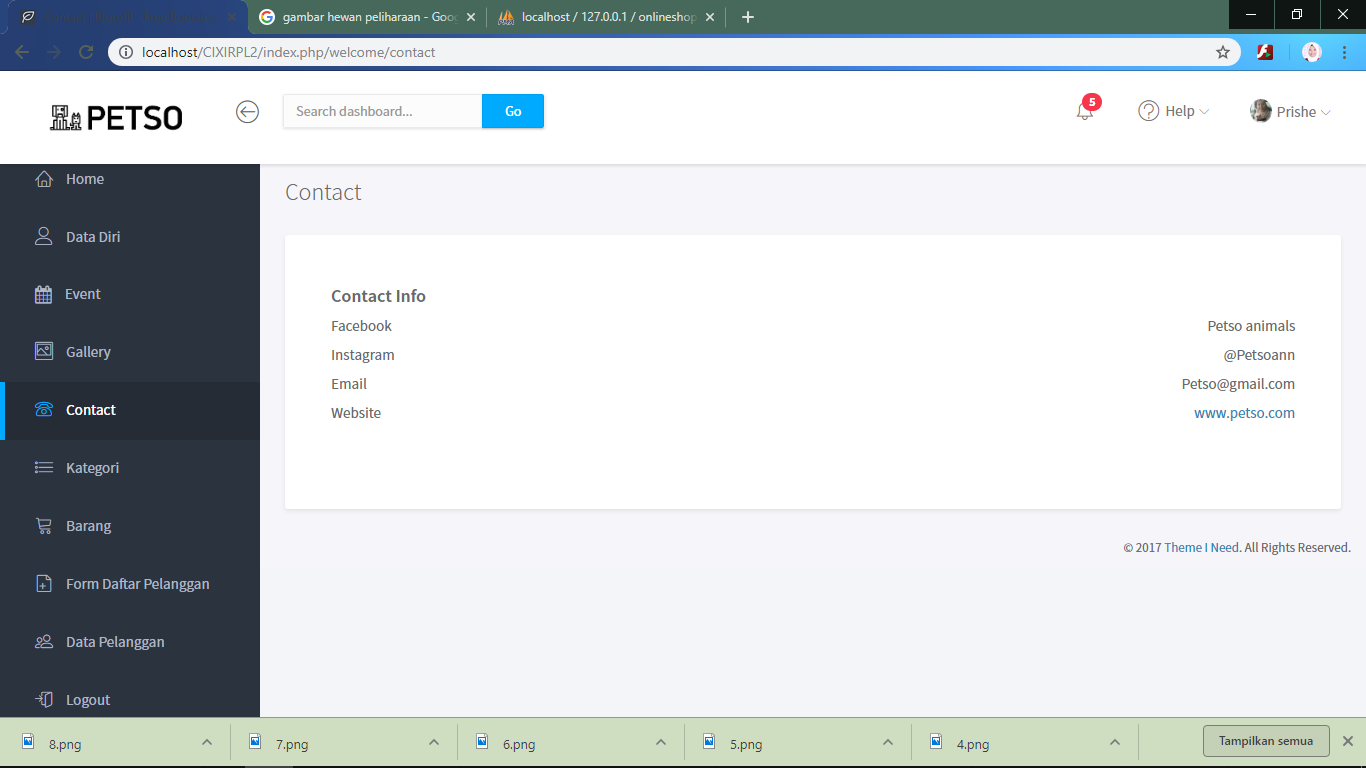 gambar hewan peliharaan - Goo
localhost / 127.0.0.1 / onlineshop
localhost/CIXIRPL2/index.php/welcome/contact
PETSO
Search dashboard...
Go
5
Help
Prishe
Home
Data Diri
Event
Gallery
Contact
Kategori
Barang
Form Daftar Pelanggan
Data Pelanggan
Logout
Contact
Contact Info
Facebook Petso animals
Instagram @Petsoann
Email Petso@gmail.com
Website www.petso.com
© 2017 Theme I Need. All Rights Reserved.
8.png
7.png
6.png
5.png
4.png
Tampilkan semua